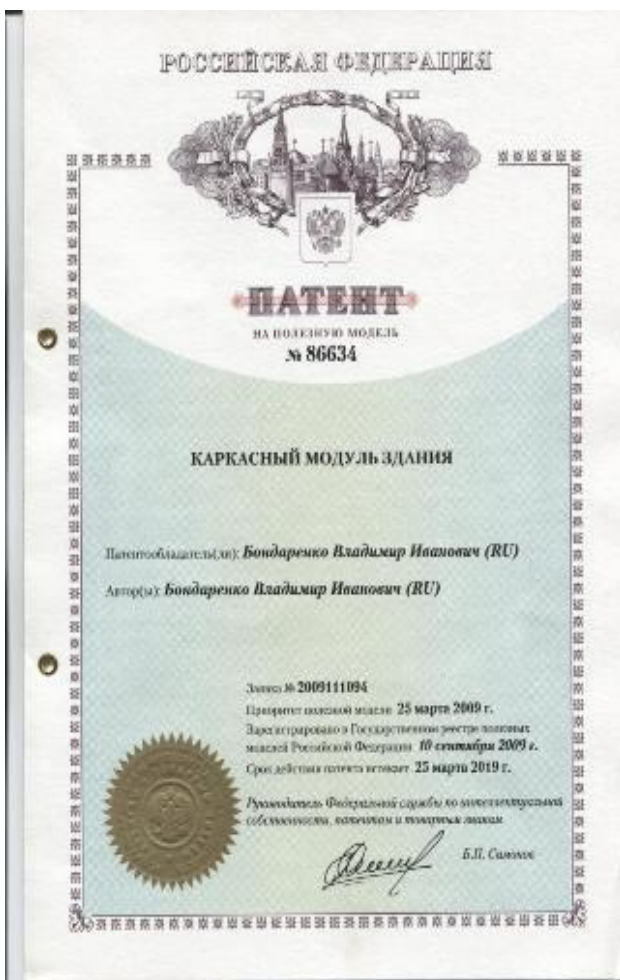 РОССИЙСКАЯ ФЕДЕРАЦИЯ
ПАТЕНТ
НА ПОЛЕЗНУЮ МОДЕЛЬ
№ 86634
КАРКАСНЫЙ МОДУЛЬ ЗДАНИЯ
Патентообладатель(ли): Бондаренко Владимир Иванович (RU)
Автор(ы): Бондаренко Владимир Иванович (RU)
Заявка № 2009111094
Приоритет полезной модели 25 марта 2009 г.
Зарегистрировано в Государственном реестре полезных
моделей Российской Федерации 10 сентября 2009 г.
Срок действия патента истекает 25 марта 2019 г.
Руководитель Федеральной службы по интеллектуальной
собственности, патентам и товарным знакам
Б.П. Симонов